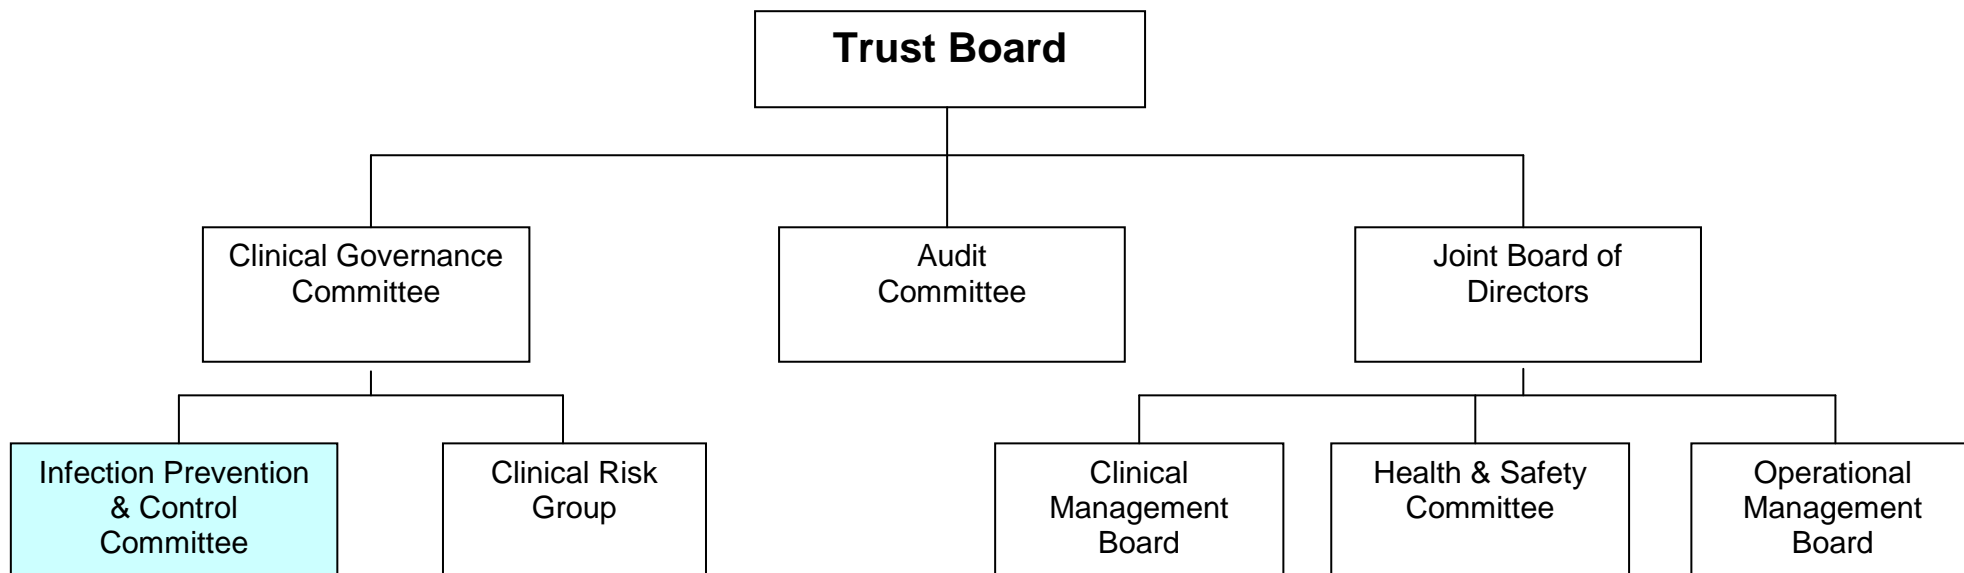 Trust Board
Clinical Governance
Committee
Audit
Committee
Joint Board of
Directors
Infection Prevention
& Control
Committee
Clinical Risk
Group
Clinical
Management
Board
Health & Safety
Committee
Operational
Management
Board